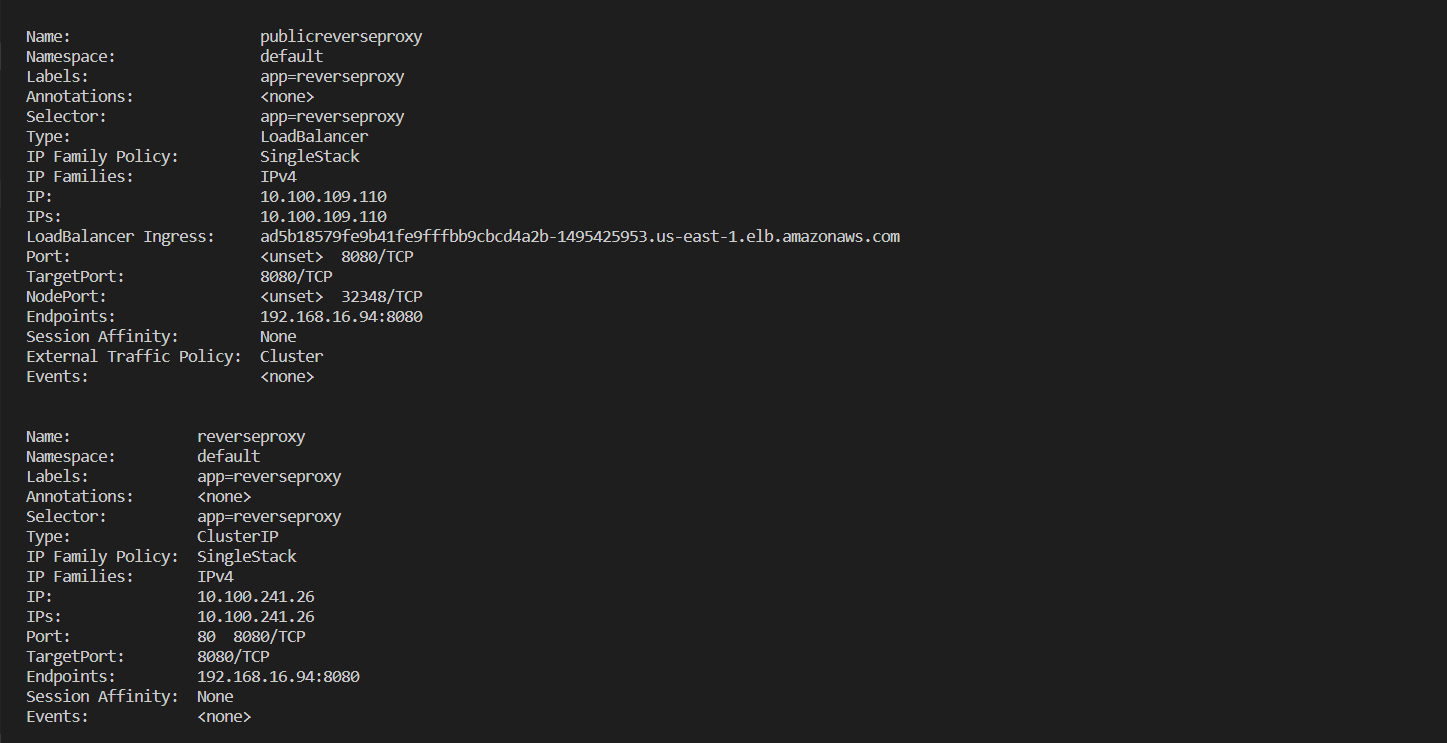 Name: publicreverseproxy
Namespace: default
Labels: app=reverseproxy
Annotations: <none>
Selector: app=reverseproxy
Type: LoadBalancer
IP Family Policy: SingleStack
IP Families: IPv4
IP: 10.100.109.110
IPs: 10.100.109.110
LoadBalancer Ingress: ad5b18579fe9b41fe9fffbb9cbcd4a2b-1495425953.us-east-1.elb.amazonaws.com
Port: <unset> 8080/TCP
TargetPort: 8080/TCP
NodePort: <unset> 32348/TCP
Endpoints: 192.168.16.94:8080
Session Affinity: None
External Traffic Policy: Cluster
Events: <none>
Name: reverseproxy
Namespace: default
Labels: app=reverseproxy
Annotations: <none>
Selector: app=reverseproxy
Type: ClusterIP
IP Family Policy: SingleStack
IP Families: IPv4
IP: 10.100.241.26
IPs: 10.100.241.26
Port: 80 8080/TCP
TargetPort: 8080/TCP
Endpoints: 192.168.16.94:8080
Session Affinity: None
Events: <none>